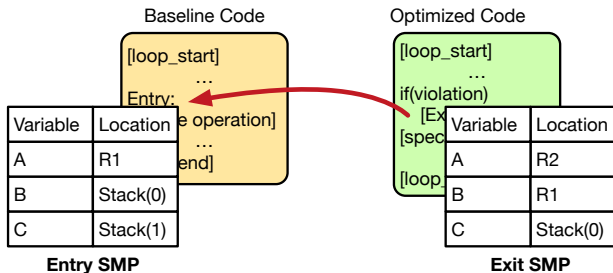 Baseline Code
Optimized Code
[loop_start]
…
Entry:
operation]
…
end]
[loop_start]
…
if(violation)
[Ex
[spec
[loop_
Variable Location
A R1
B Stack(0)
C Stack(1)
Entry SMP
Variable Location
A R2
B R1
C Stack(0)
Exit SMP